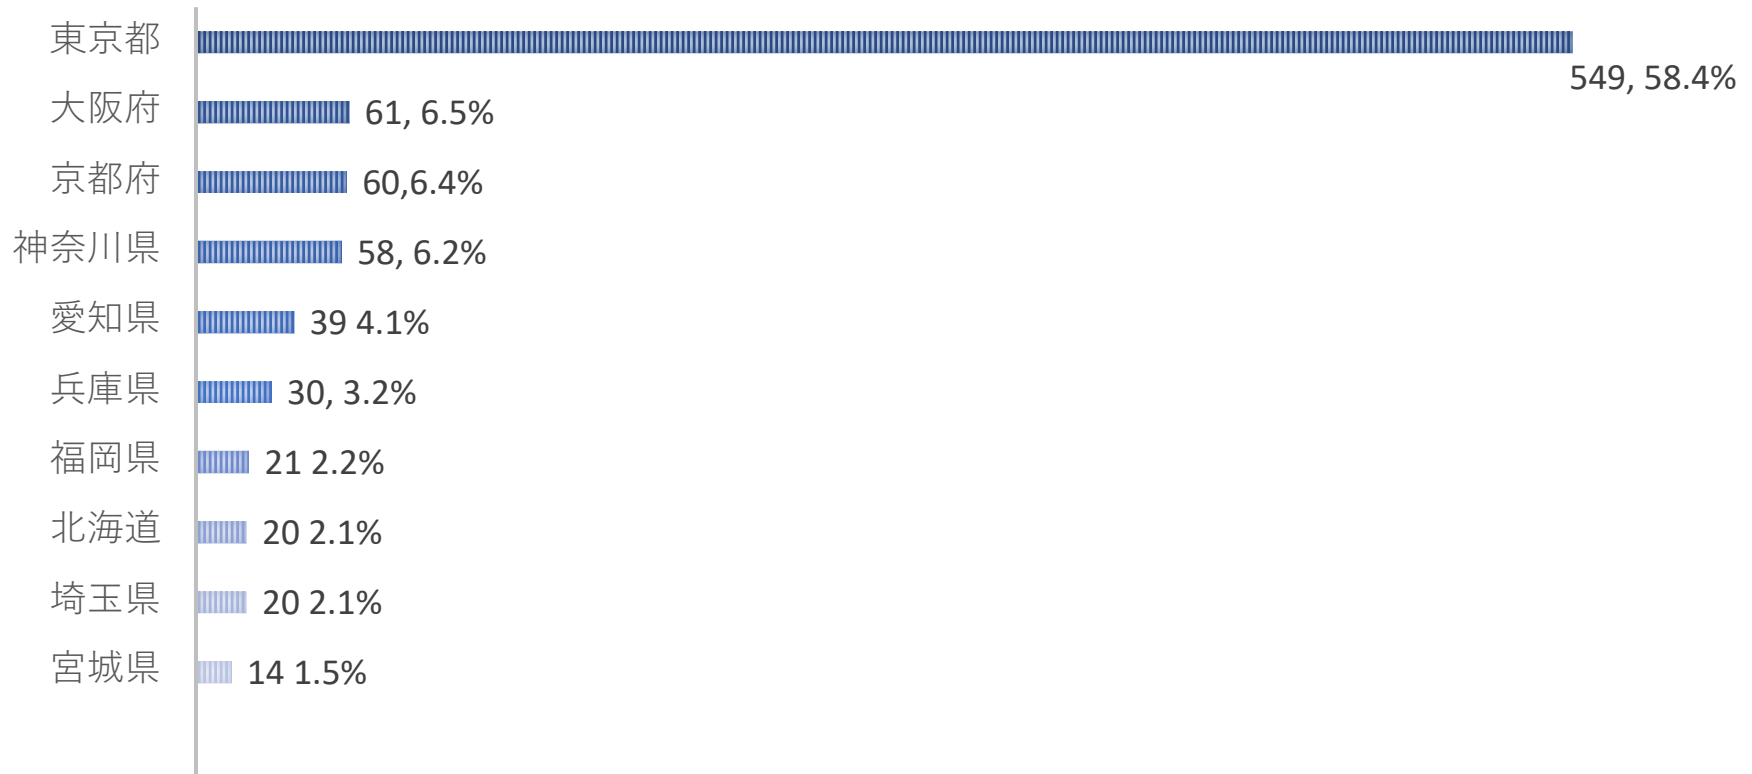 東京都
549, 58.4%
大阪府 61, 6.5%
京都府 60,6.4%
神奈川県 58, 6.2%
愛知県 39 4.1%
兵庫県 30, 3.2%
福岡県 21 2.2%
北海道 20 2.1%
埼玉県 20 2.1%
宮城県 14 1.5%